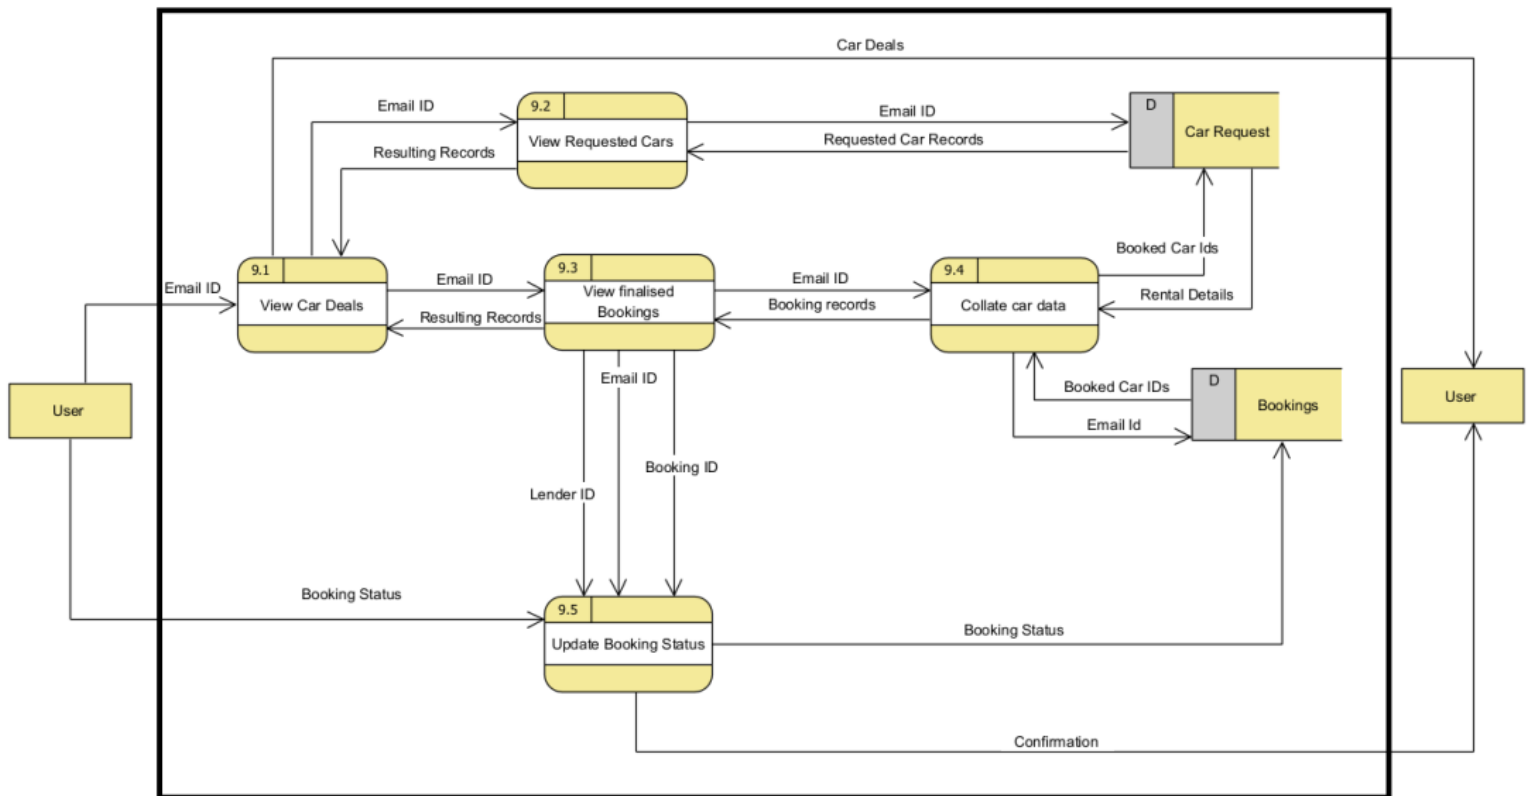 Car Deals
Email ID
9.2
View Requested Cars
Email ID
D
Car Request
Requested Car Records
Resulting Records
Booked Car Ids
Email ID
9.1
View Car Deals
Email ID
9.3
View finalised
Bookings
Email ID
9.4
Collate car data
Rental Details
Resulting Records
Booking records
Email ID
Booked Car IDs
D
Bookings
User
User
Email Id
Booking ID
Lender ID
Booking Status
9.5
Update Booking Status
Booking Status
Confirmation